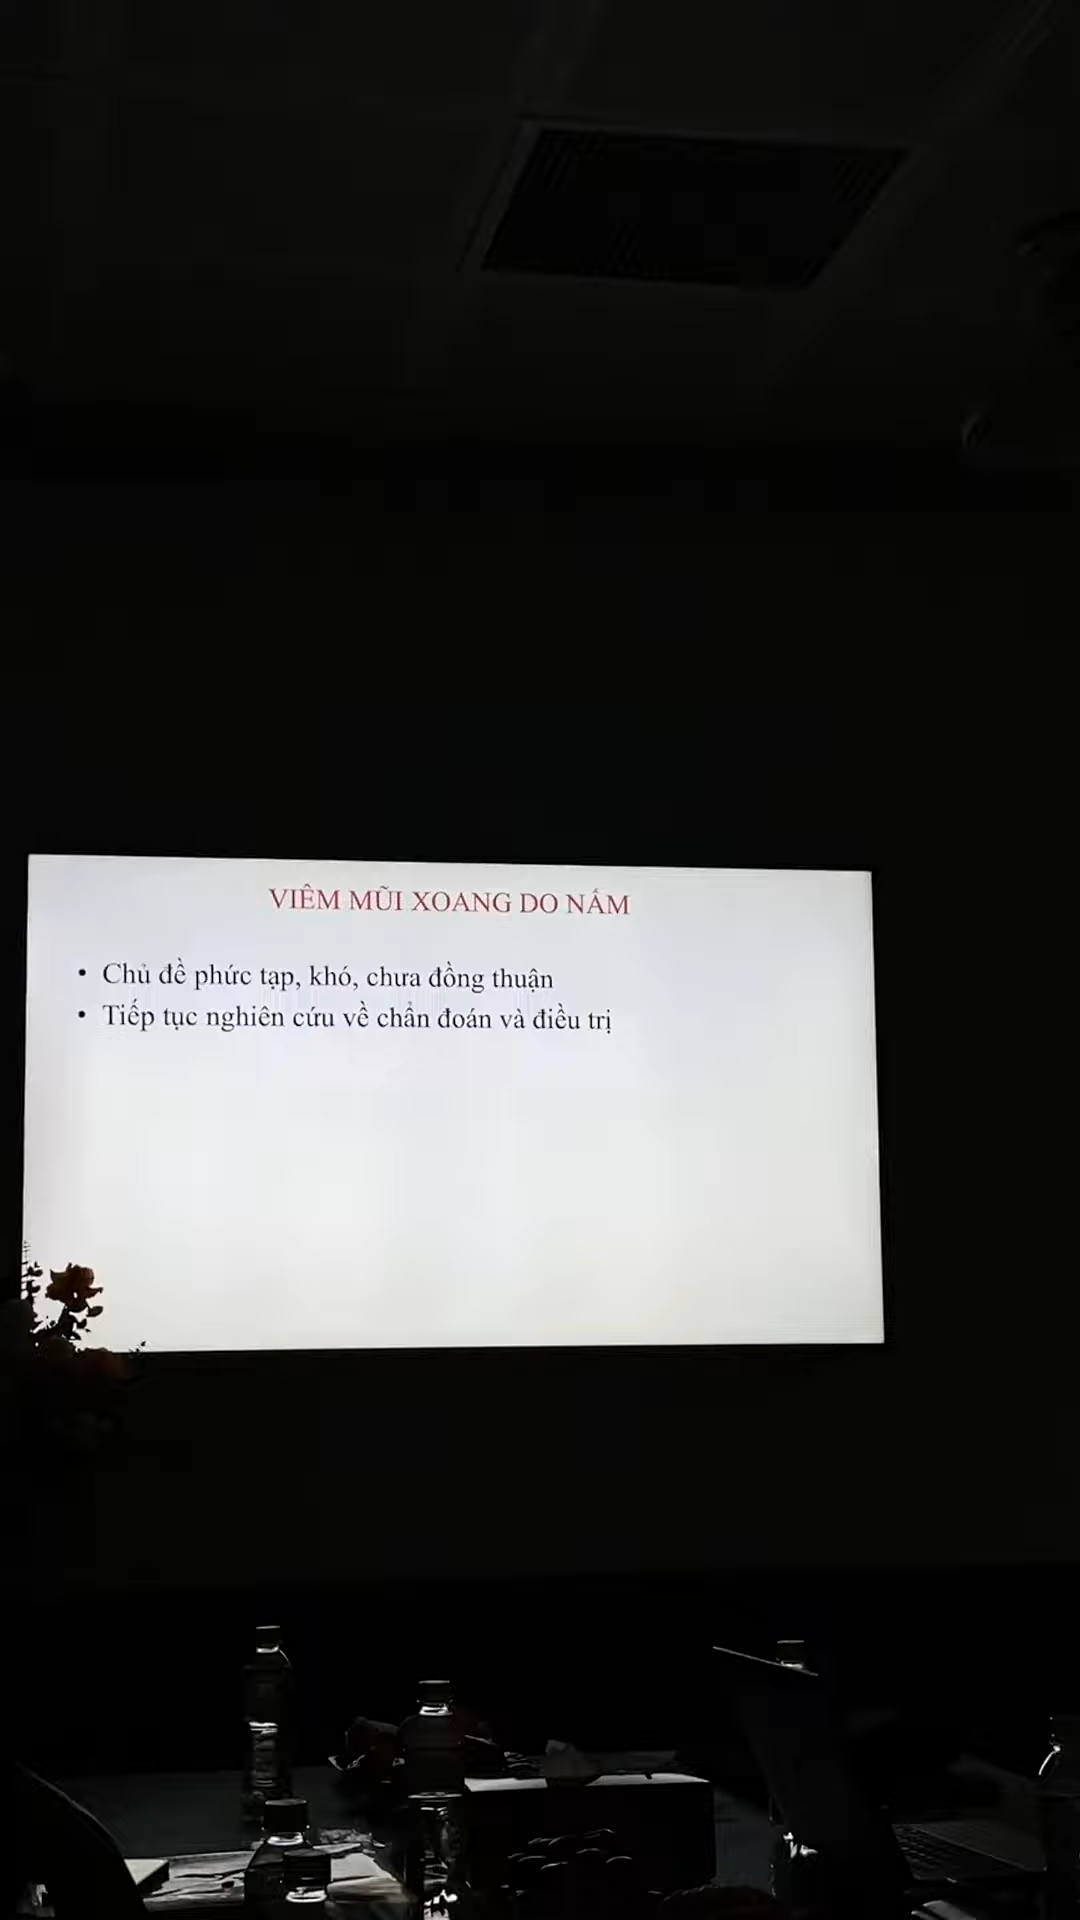 VIÊM MŨI XOANG DO NẤM
• Chủ đề phức tạp, khó, chưa đồng thuận
• Tiếp tục nghiên cứu về chẩn đoán và điều trị